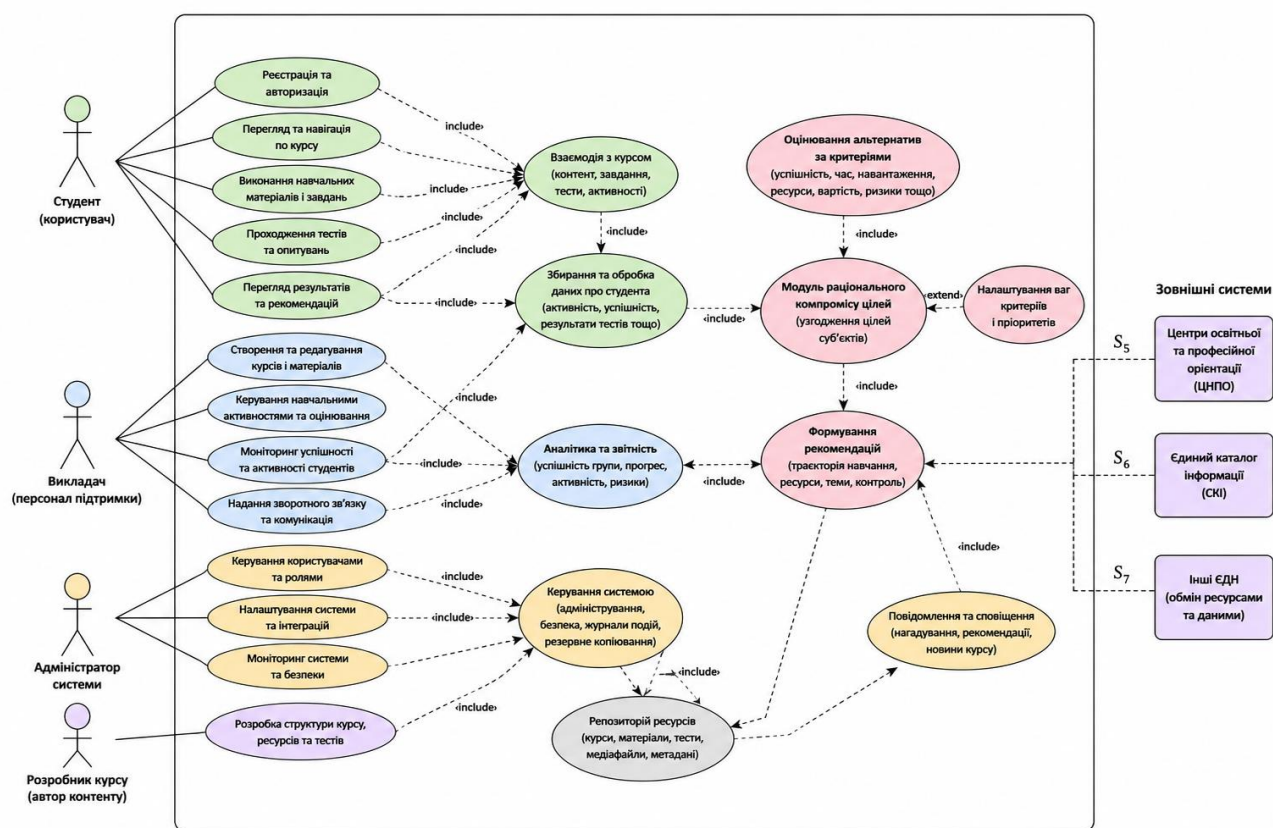 Реєстрація та
авторизація
Перегляд та навігація
по курсу
Виконання навчальних
матеріалів і завдань
Проходження тестів
та опитувань
Перегляд результатів
та рекомендацій
Студент
(користувач)
‹include›
‹include›
‹include›
‹include›
‹include›
Взаємодія з курсом
(контент, завдання,
тести, активності)
‹include›
Збирання та обробка
даних про студента
(активність, успішність,
результати тестів тощо)
‹include›
Оцінювання альтернатив
за критеріями
(успішність, час, навантаження,
ресурси, вартість, ризики тощо)
‹include›
Модуль раціонального
компромісу цілей
(узгодження цілей
суб’єктів)
‹extend›
Налаштування ваг
критеріїв
і пріоритетів
‹include›
Зовнішні системи
S5
Центри освітньої
та професійної
орієнтації
(ЦНПО)
S6
Єдиний каталог
інформації
(СКІ)
S7
Інші ЄДН
(обмін ресурсами
та даними)
Створення та редагування
курсів і матеріалів
Керування навчальними
активностями та оцінювання
Моніторинг успішності
та активності студентів
Надання зворотного зв’язку
та комунікація
Викладач
(персонал підтримки)
‹include›
‹include›
‹include›
Аналітика та звітність
(успішність групи, прогрес,
активність, ризики)
‹include›
Формування
рекомендацій
(траєкторія навчання,
ресурси, теми, контроль)
‹include›
Керування користувачами
та ролями
Налаштування системи
та інтеграцій
Моніторинг системи
та безпеки
Адміністратор
системи
‹include›
‹include›
Керування системою
(адміністрування,
безпека, журнали подій,
резервне копіювання)
‹include›
Повідомлення та сповіщення
(нагадування, рекомендації,
новини курсу)
Розробка структури курсу,
ресурсів та тестів
‹include›
Розробник курсу
(автор контенту)
Репозиторій ресурсів
(курси, матеріали, тести,
медіафайли, метадані)